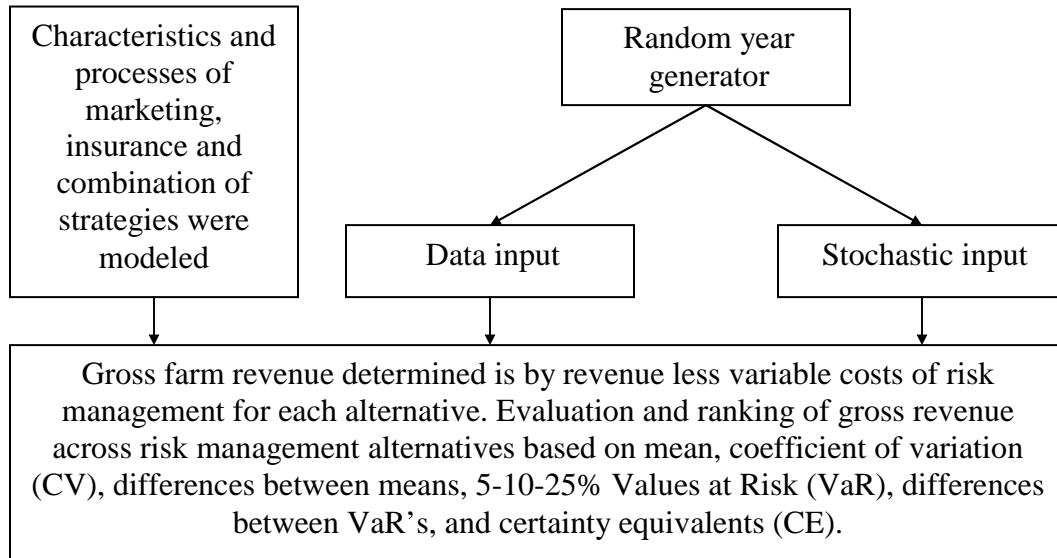 Characteristics and
processes of
marketing,
insurance and
combination of
strategies were
modeled
Random year
generator
Data input
Stochastic input
Gross farm revenue determined is by revenue less variable costs of risk
management for each alternative. Evaluation and ranking of gross revenue
across risk management alternatives based on mean, coefficient of variation
(CV), differences between means, 5-10-25% Values at Risk (VaR), differences
between VaR’s, and certainty equivalents (CE).